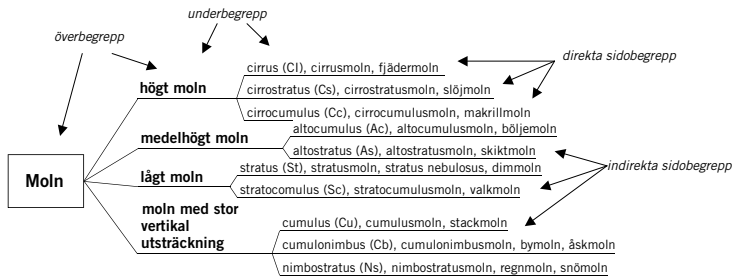 underbegrepp
överbegrepp
direkta sidobegrepp
cirrus (CI), cirrusmoln, fjädermoln
högt moln
cirrostratus (Cs), cirrostratusmoln, slöjmoln
cirrocumulus (Cc), cirrocumulusmoln, makrillmoln
altocumulus (Ac), altocumulusmoln, böljemoln
medelhögt moln
altostratus (As), altostratusmoln, skiktmoln
indirekta sidobegrepp
stratus (St), stratusmoln, stratus nebulosus, dimmoln
Moln
lågt moln
stratocomulus (Sc), stratocumulusmoln, valkmoln
moln med stor
vertikal
utsträckning
cumulus (Cu), cumulusmoln, stackmoln
cumulonimbus (Cb), cumulonimbusmoln, bymoln, åskmoln
nimbostratus (Ns), nimbostratusmoln, regnmoln, snömoln